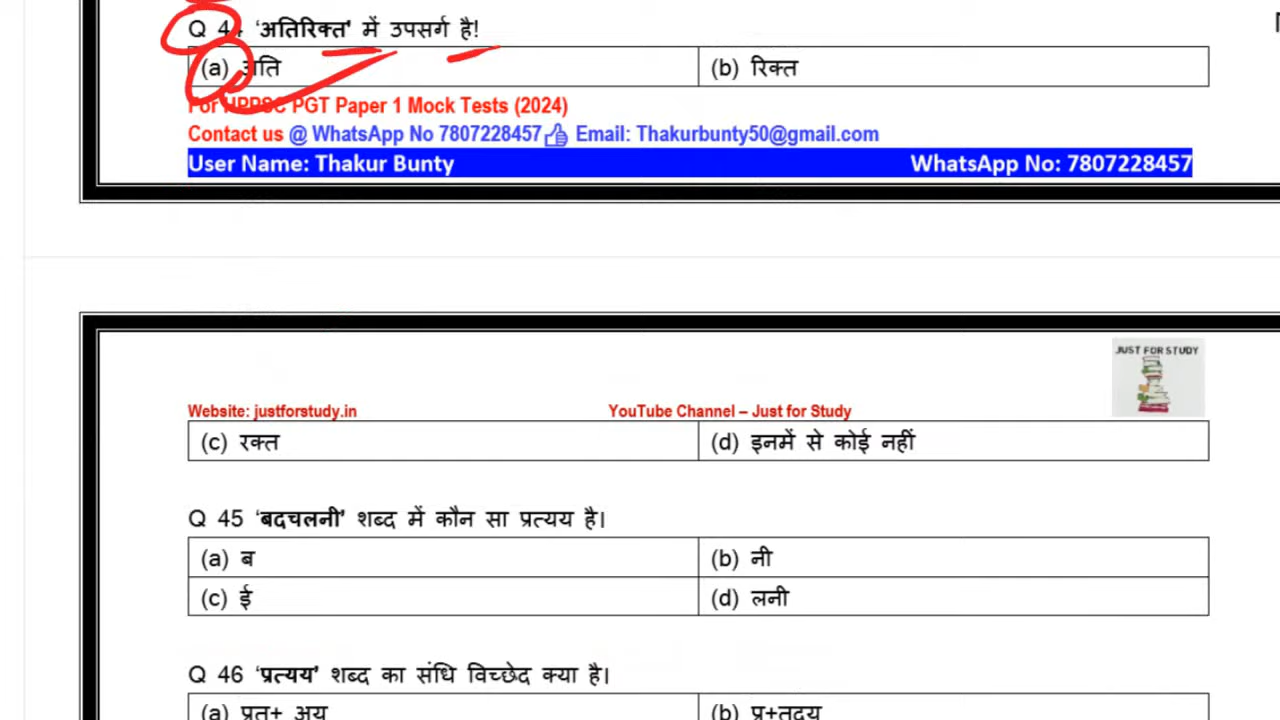 Q 44 ‘अतिरिक्त' में उपसर्ग है!
(a) अति
(b) रिक्त
For HPPSC PGT Paper 1 Mock Tests (2024)
Contact us @ WhatsApp No 7807228457 Email: Thakurbunty50@gmail.com
User Name: Thakur Bunty WhatsApp No: 7807228457
JUST FOR STUDY
Website: justforstudy.in YouTube Channel – Just for Study
(c) रक्त
(d) इनमें से कोई नहीं
Q 45 ‘बदचलनी' शब्द में कौन सा प्रत्यय है।
(a) ब
(b) नी
(c) ई
(d) लनी
Q 46 ‘प्रत्यय' शब्द का संधि विच्छेद क्या है।
(a) प्रत+ अय
(b) प्र+तदय